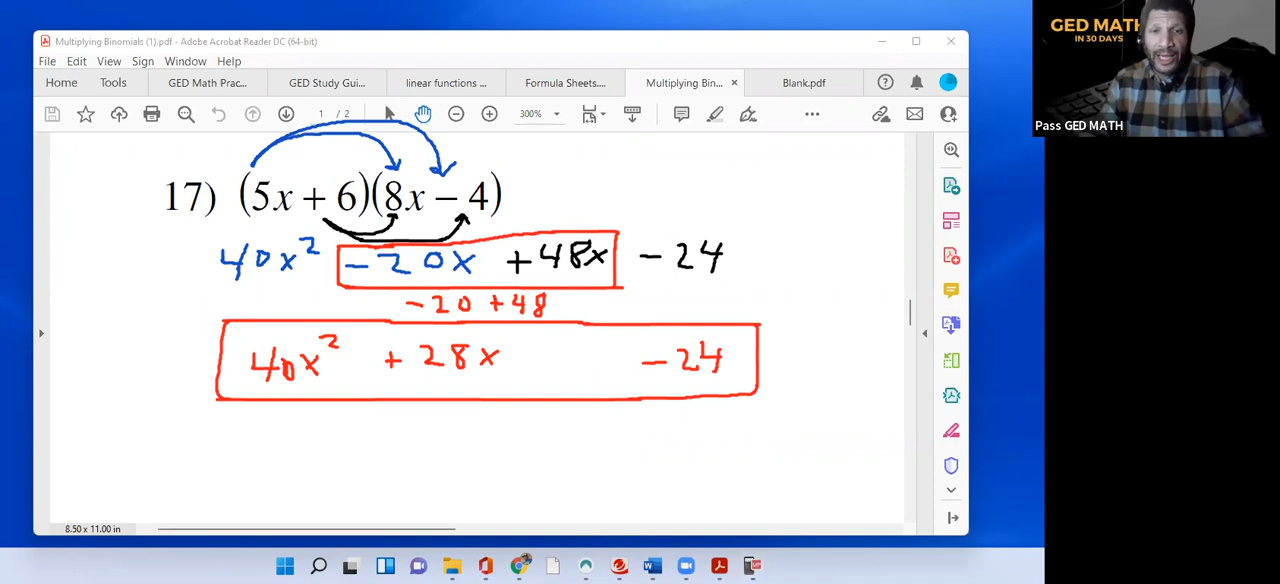 GED MATH
IN 30 DAYS
Pass GED MATH
Multiplying Binomials (1).pdf - Adobe Acrobat Reader DC (64-bit)
File Edit View Sign Window Help
Home Tools GED Math Prac... GED Study Gui... linear functions ... Formula Sheets.... Multiplying Bin... × Blank.pdf
1 / 2 300%
17) (5x + 6)(8x − 4)
40x² -20x +48x -24
-20 +48
40x² +28x -24
8.50 x 11.00 in